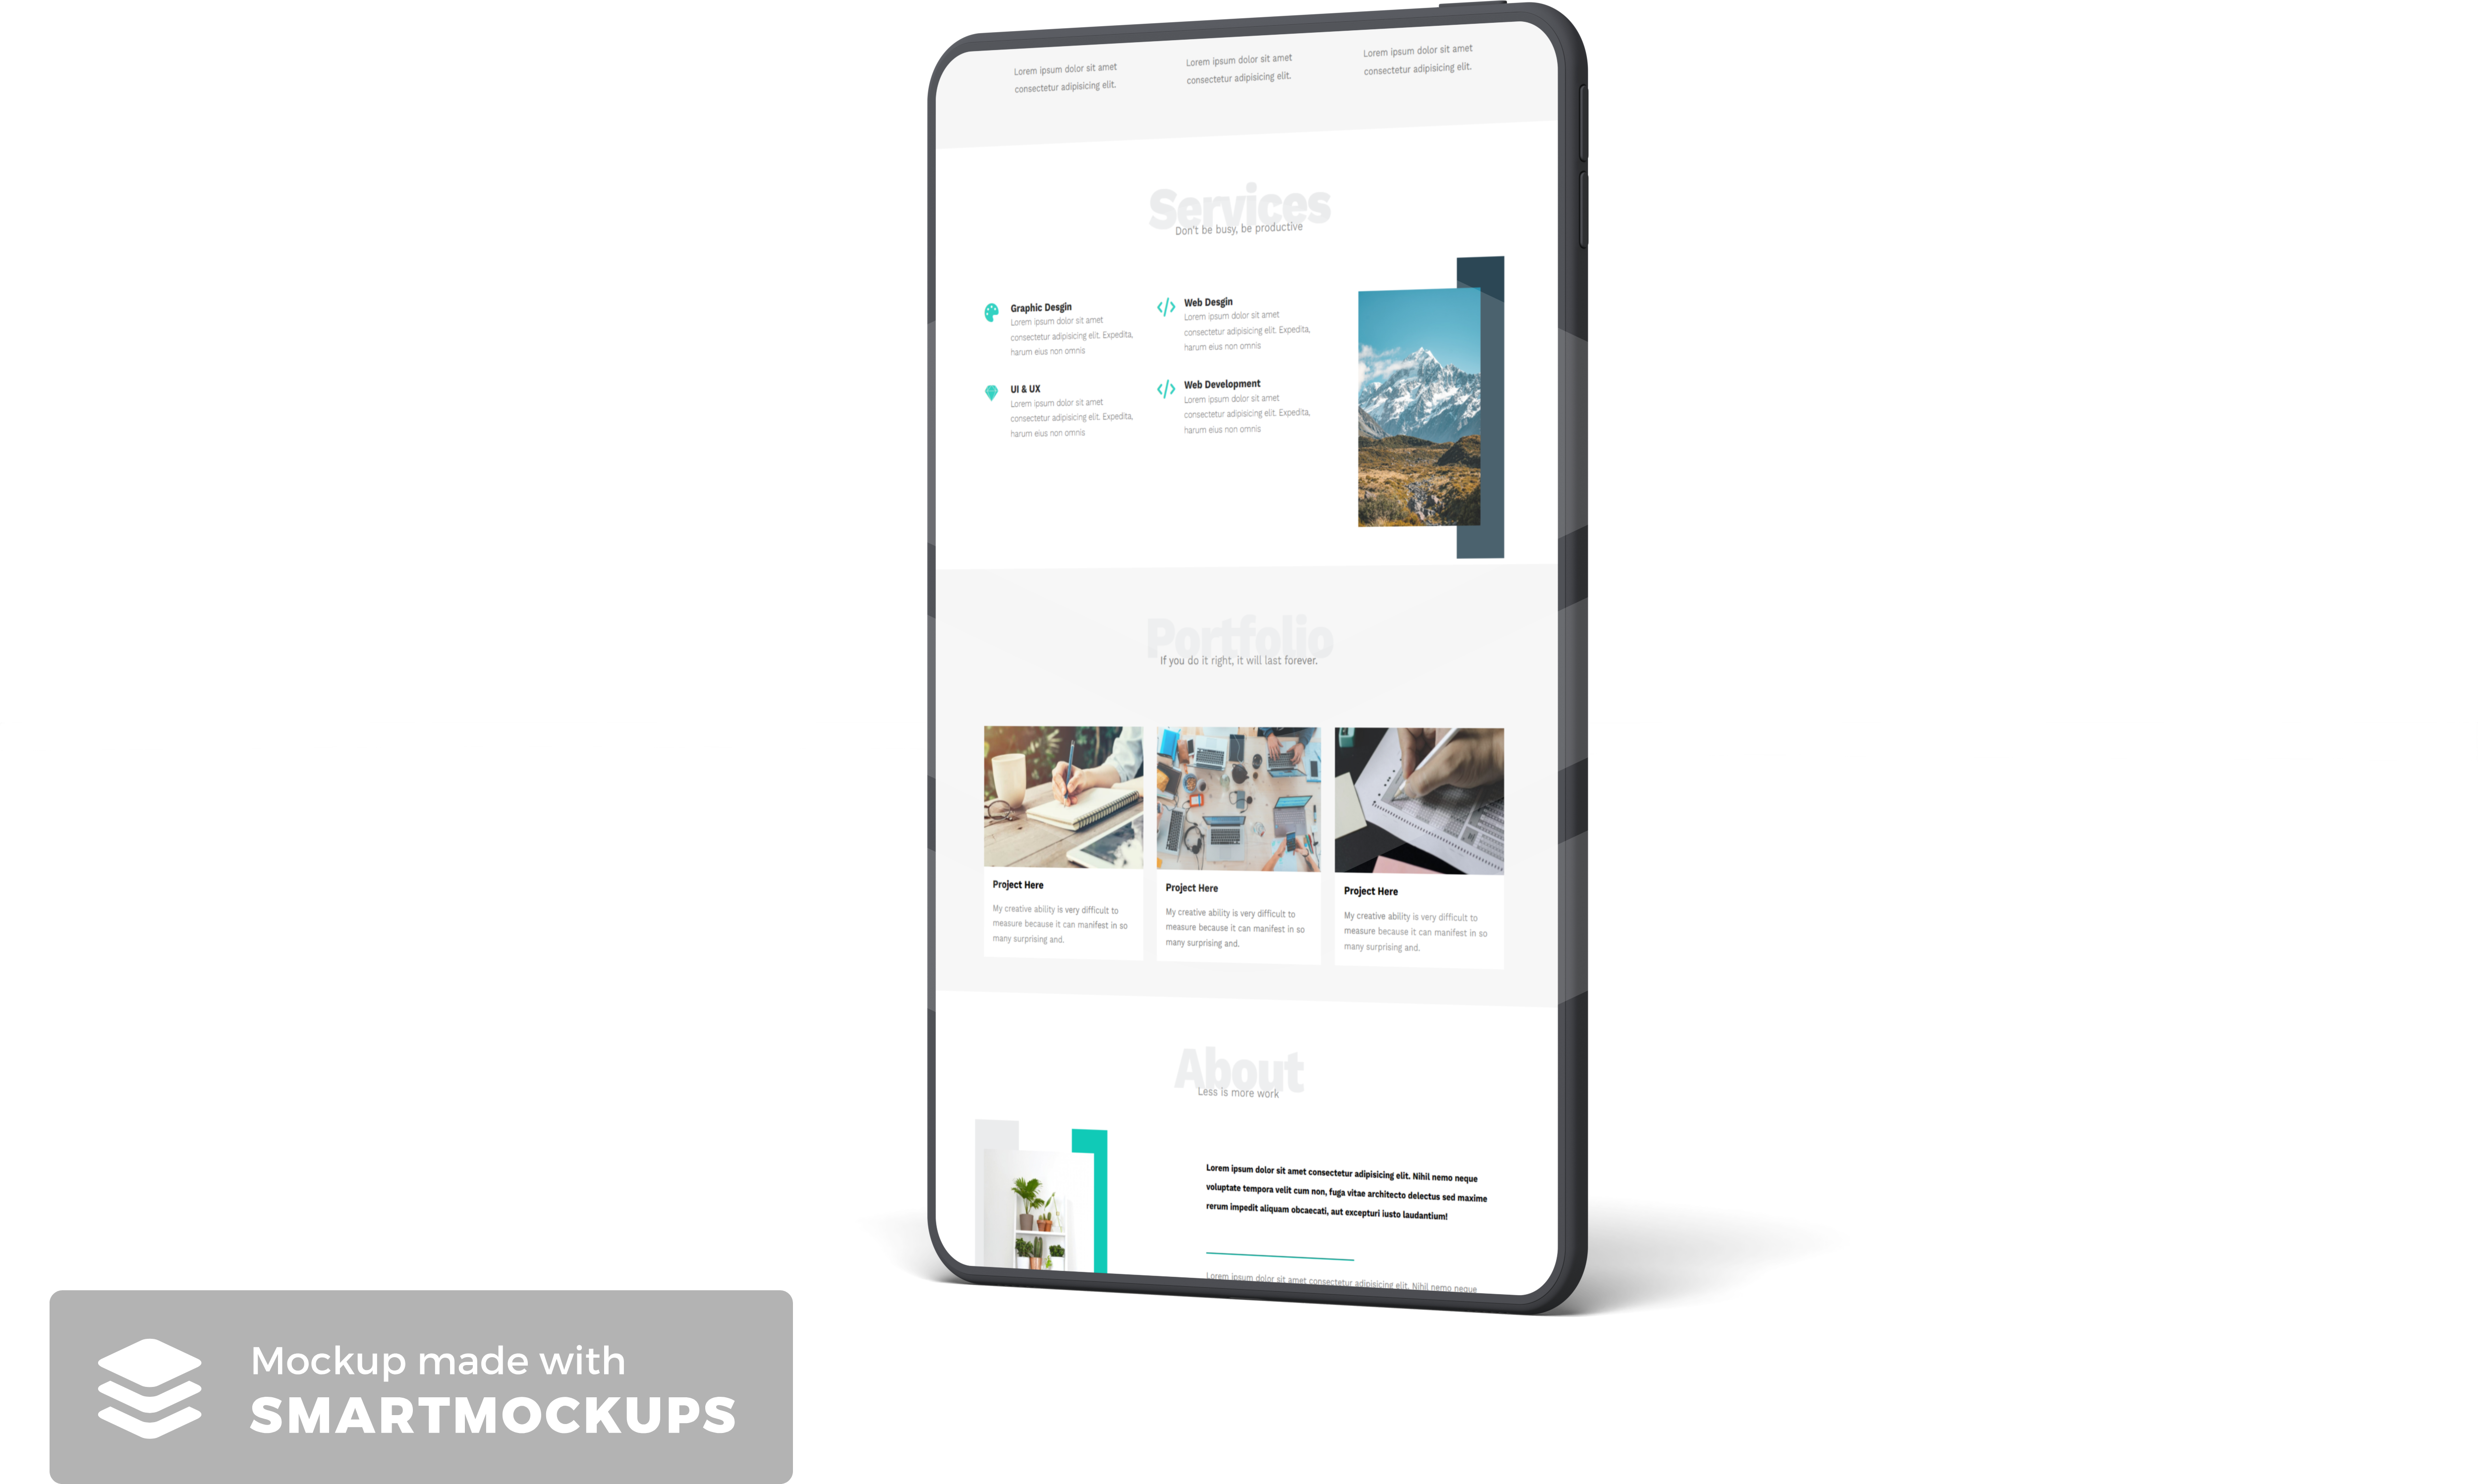 Lorem ipsum dolor sit amet
consectetur adipisicing elit.
Lorem ipsum dolor sit amet
consectetur adipisicing elit.
Lorem ipsum dolor sit amet
consectetur adipisicing elit.
Services
Don't be busy, be productive
Graphic Desgin
Lorem ipsum dolor sit amet
consectetur adipisicing elit. Expedita,
harum eius non omnis
Web Desgin
Lorem ipsum dolor sit amet
consectetur adipisicing elit. Expedita,
harum eius non omnis
UI & UX
Lorem ipsum dolor sit amet
consectetur adipisicing elit. Expedita,
harum eius non omnis
Web Development
Lorem ipsum dolor sit amet
consectetur adipisicing elit. Expedita,
harum eius non omnis
Portfolio
If you do it right, it will last forever.
Project Here
My creative ability is very difficult to
measure because it can manifest in so
many surprising and.
Project Here
My creative ability is very difficult to
measure because it can manifest in so
many surprising and.
Project Here
My creative ability is very difficult to
measure because it can manifest in so
many surprising and.
About
Less is more work
Lorem ipsum dolor sit amet consectetur adipisicing elit. Nihil nemo neque
voluptate tempora velit cum non, fuga vitae architecto delectus sed maxime
rerum impedit aliquam obcaecati, aut excepturi iusto laudantium!
Lorem ipsum dolor sit amet consectetur adipisicing elit. Nihil nemo neque
Mockup made with
SMARTMOCKUPS